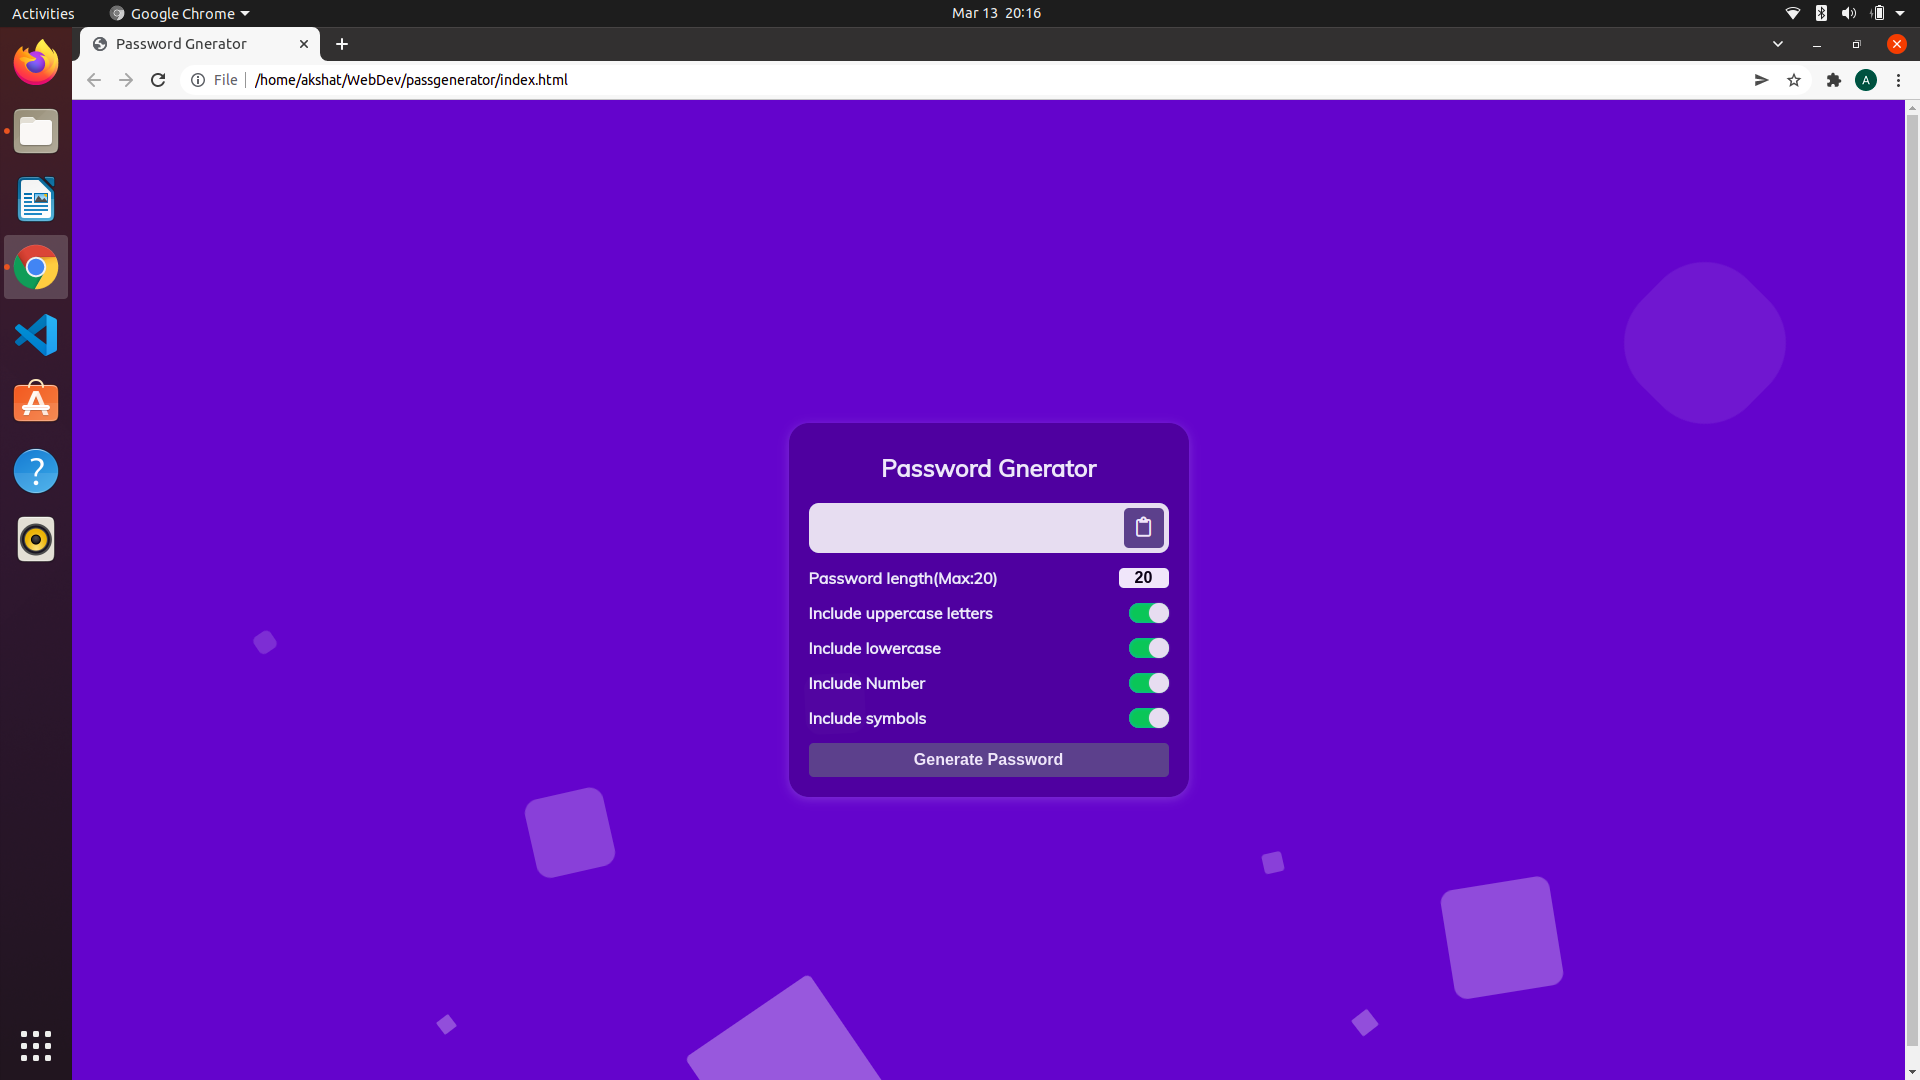 Activities
Google Chrome
Mar 13 20:16
Password Gnerator
File
/home/akshat/WebDev/passgenerator/index.html
A
Password Gnerator
Password length(Max:20)
20
Include uppercase letters
Include lowercase
Include Number
Include symbols
Generate Password